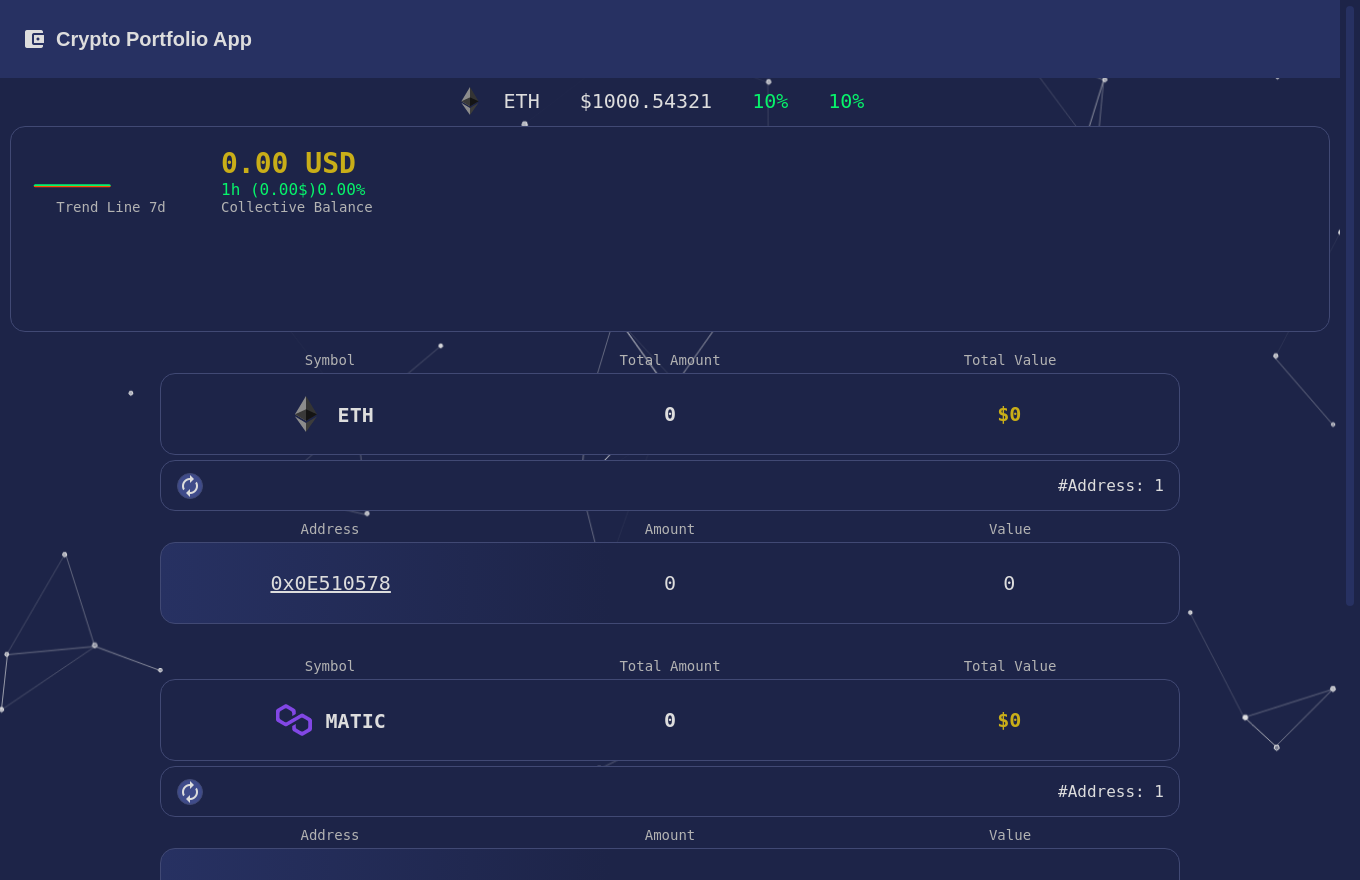 Crypto Portfolio App
ETH $1000.54321 10% 10%
0.00 USD
1h (0.00$)0.00%
Trend Line 7d Collective Balance
Symbol Total Amount Total Value
ETH 0 $0
#Address: 1
Address Amount Value
0x0E510578 0 0
Symbol Total Amount Total Value
MATIC 0 $0
#Address: 1
Address Amount Value